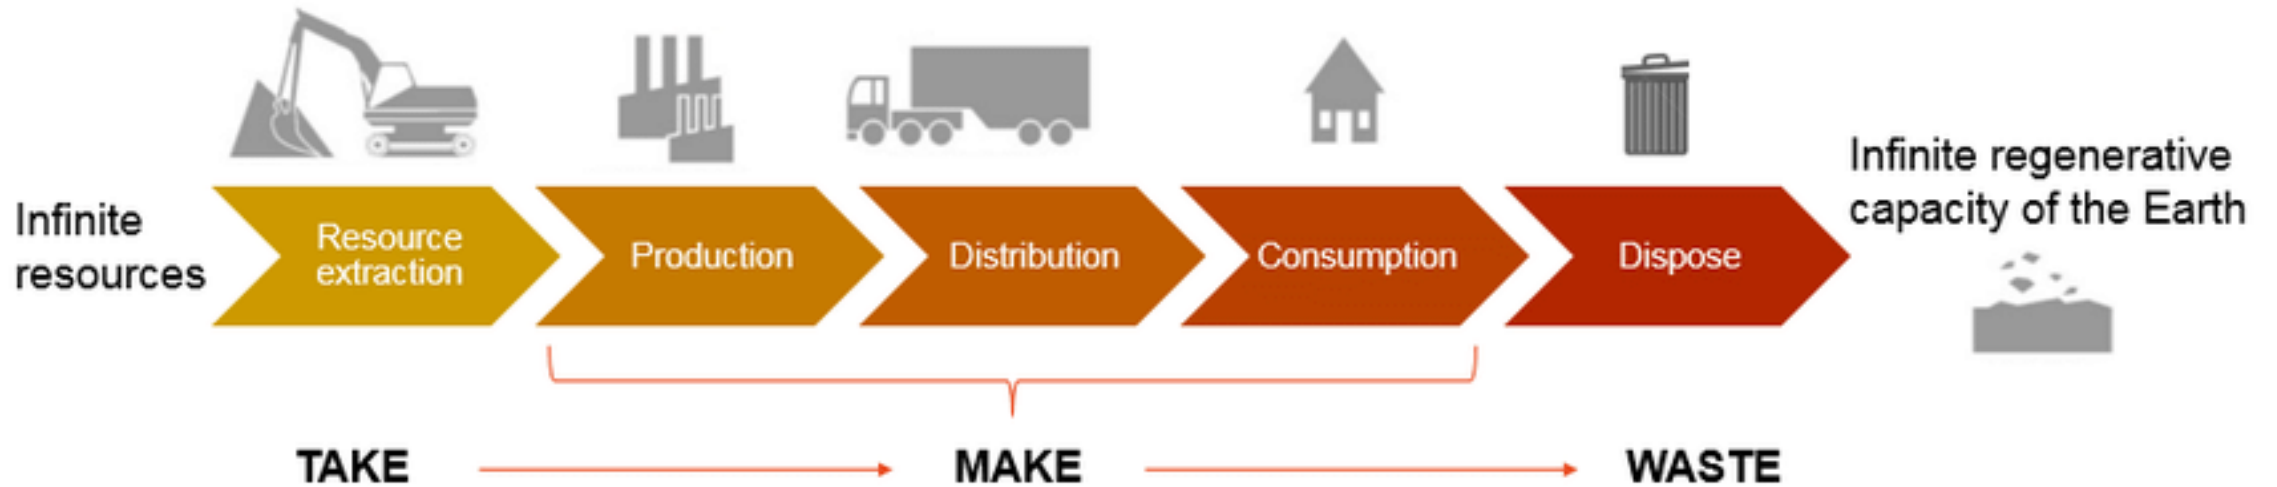 Infinite
resources
Resource
extraction
Production
Distribution
Consumption
Dispose
Infinite regenerative
capacity of the Earth
TAKE
MAKE
WASTE